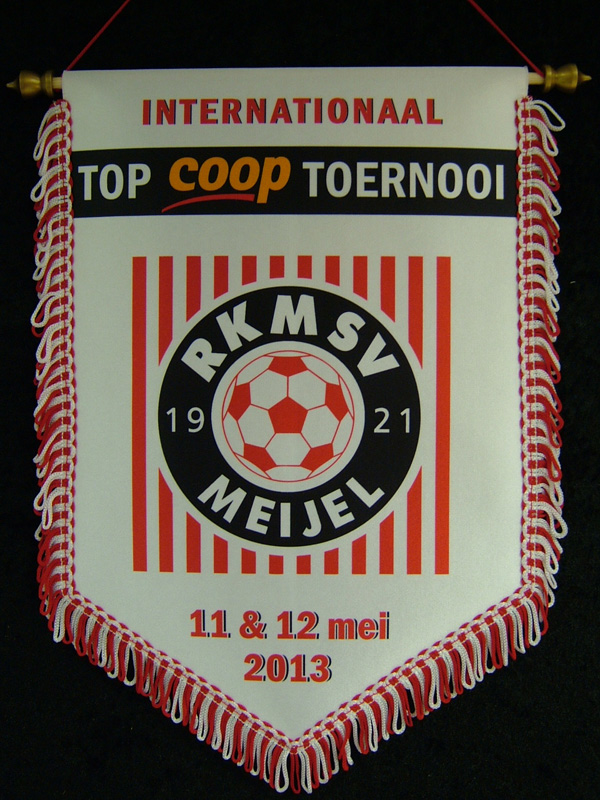 INTERNATIONAAL
TOP coop TOERNOOI
RKMSV
19 21
MEIJEL
11 & 12 mei
2013